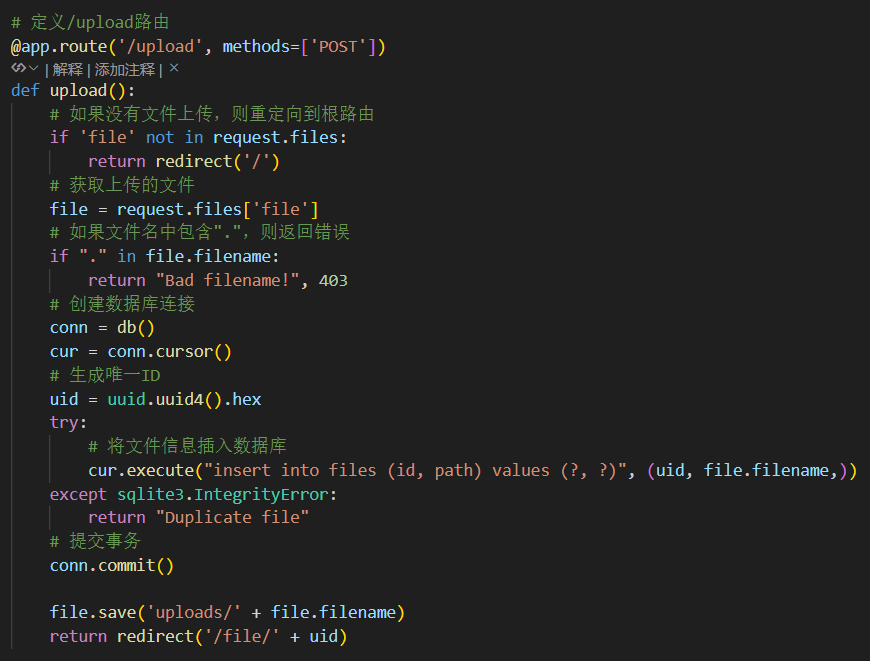 # 定义/upload路由
@app.route('/upload', methods=['POST'])
| 解释 | 添加注释 | ×
def upload():
    # 如果没有文件上传，则重定向到根路由
    if 'file' not in request.files:
        return redirect('/')
    # 获取上传的文件
    file = request.files['file']
    # 如果文件名中包含"."，则返回错误
    if "." in file.filename:
        return "Bad filename!", 403
    # 创建数据库连接
    conn = db()
    cur = conn.cursor()
    # 生成唯一ID
    uid = uuid.uuid4().hex
    try:
        # 将文件信息插入数据库
        cur.execute("insert into files (id, path) values (?, ?)", (uid, file.filename,))
    except sqlite3.IntegrityError:
        return "Duplicate file"
    # 提交事务
    conn.commit()

    file.save('uploads/' + file.filename)
    return redirect('/file/' + uid)